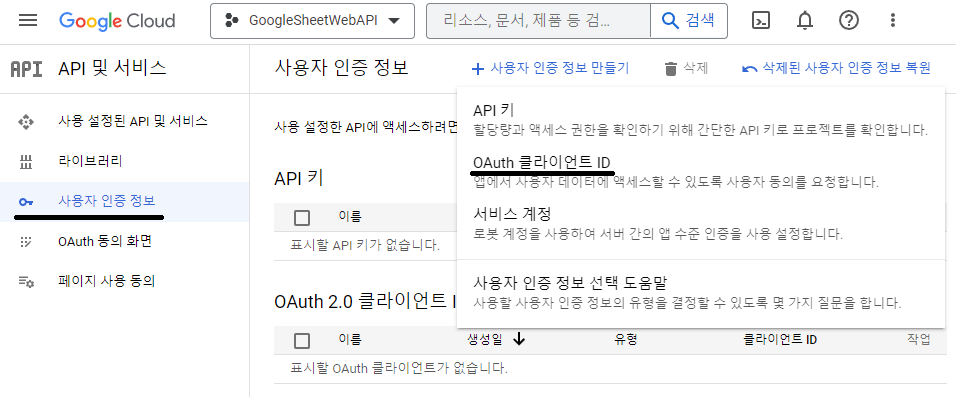 Google Cloud
GoogleSheetWebAPI
리소스, 문서, 제품 등 검...
검색
API
API 및 서비스
사용 설정된 API 및 서비스
라이브러리
사용자 인증 정보
OAuth 동의 화면
페이지 사용 동의
사용자 인증 정보
+ 사용자 인증 정보 만들기
삭제
삭제된 사용자 인증 정보 복원
사용 설정한 API에 액세스하려면
API 키
이름
표시할 API 키가 없습니다.
API 키
할당량과 액세스 권한을 확인하기 위해 간단한 API 키로 프로젝트를 확인합니다.
OAuth 클라이언트 ID
앱에서 사용자 데이터에 액세스할 수 있도록 사용자 동의를 요청합니다.
서비스 계정
로봇 계정을 사용하여 서버 간의 앱 수준 인증을 사용 설정합니다.
사용자 인증 정보 선택 도움말
사용할 사용자 인증 정보의 유형을 결정할 수 있도록 몇 가지 질문을 합니다.
OAuth 2.0 클라이언트 I
이름 생성일 유형 클라이언트 ID 작업
표시할 OAuth 클라이언트가 없습니다.